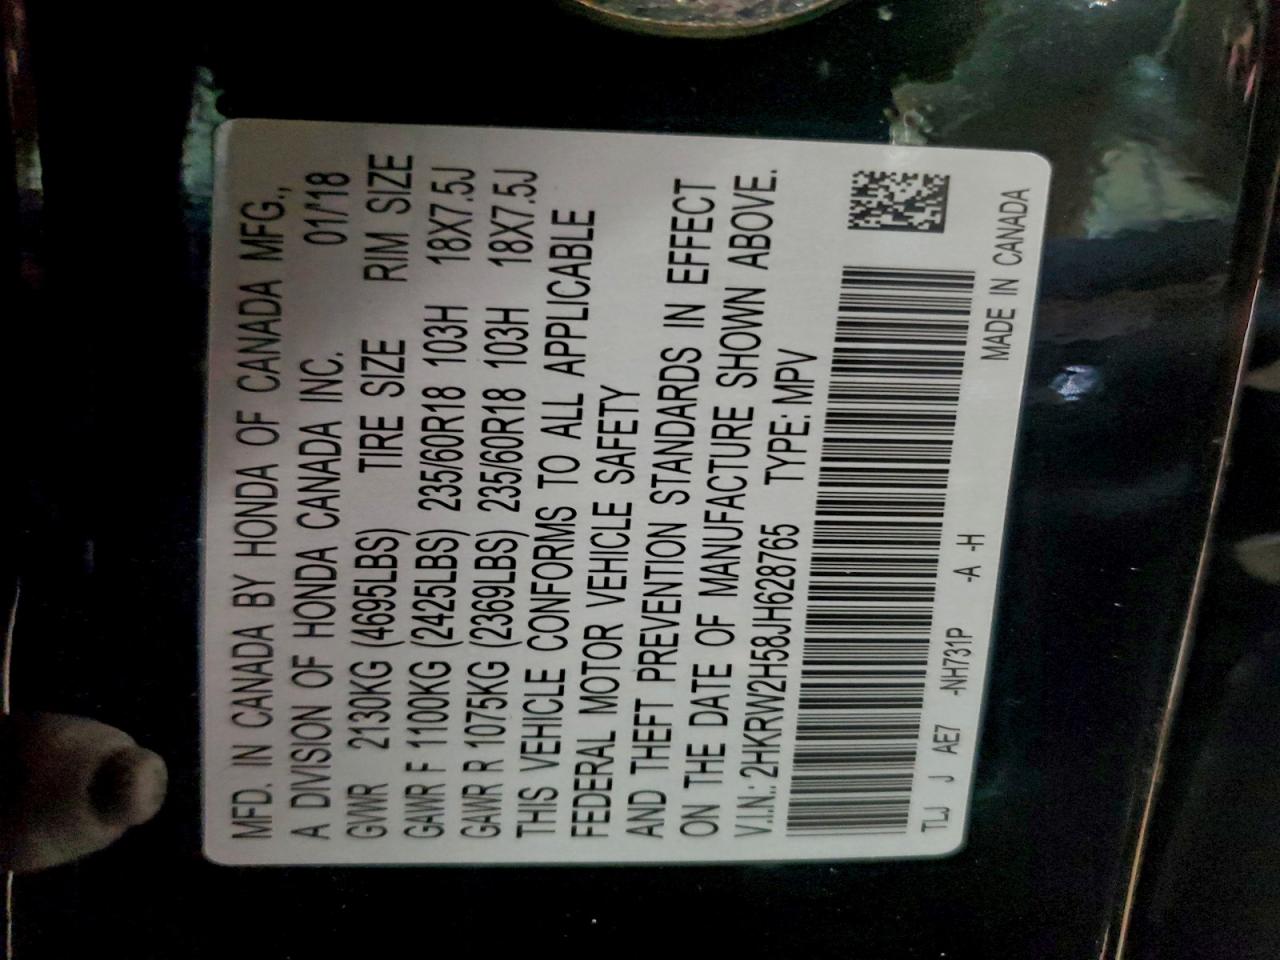 MFD. IN CANADA BY HONDA OF CANADA MFG.,
A DIVISION OF HONDA CANADA INC. 01/18
GVWR 2130KG (4695LBS) TIRE SIZE RIM SIZE
GAWR F 1100KG (2425LBS) 235/60R18 103H 18X7.5J
GAWR R 1075KG (2369LBS) 235/60R18 103H 18X7.5J
THIS VEHICLE CONFORMS TO ALL APPLICABLE
FEDERAL MOTOR VEHICLE SAFETY
AND THEFT PREVENTION STANDARDS IN EFFECT
ON THE DATE OF MANUFACTURE SHOWN ABOVE.
V.I.N.: 2HKRW2H58JH628765 TYPE: MPV
TLJ J AE7 -NH731P -A -H MADE IN CANADA